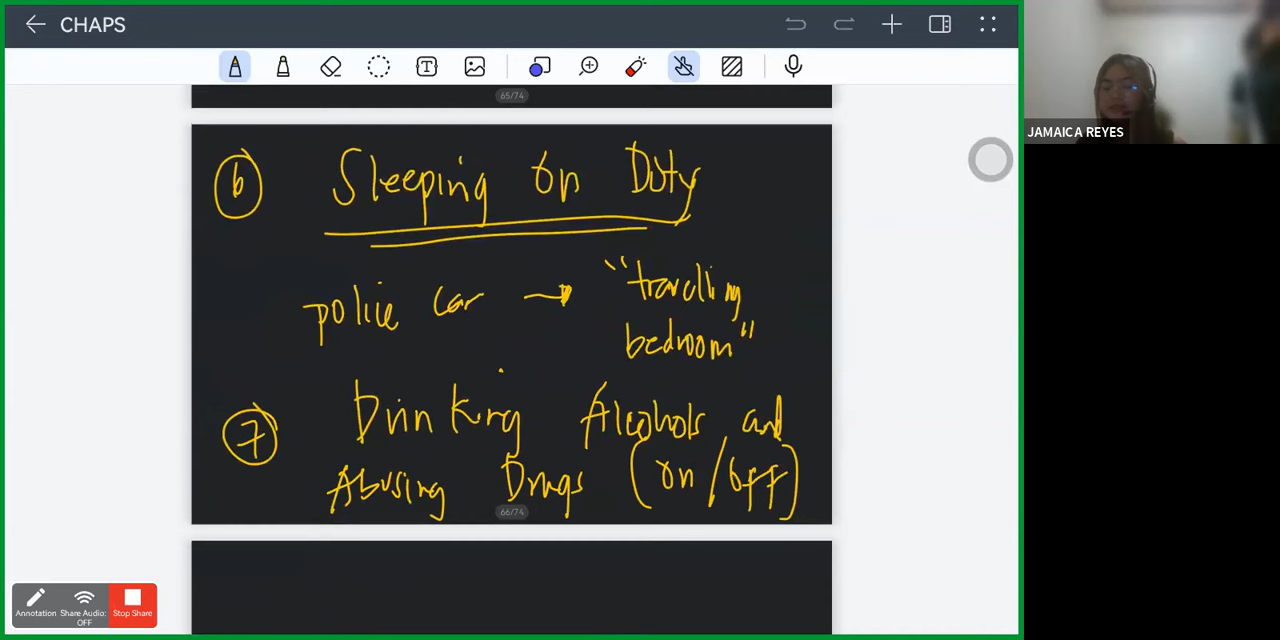 CHAPS
65/74
6 Sleeping on Duty
police car → "travelling
bedroom"
7 Drinking Alcohols and
Abusing Drugs (on/off)
66/74
JAMAICA REYES
Annotation
Share Audio:
OFF
Stop Share